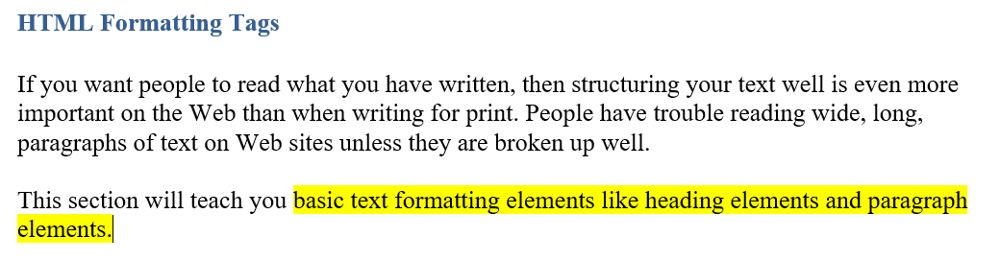 HTML Formatting Tags
If you want people to read what you have written, then structuring your text well is even more
important on the Web than when writing for print. People have trouble reading wide, long,
paragraphs of text on Web sites unless they are broken up well.
This section will teach you basic text formatting elements like heading elements and paragraph
elements.